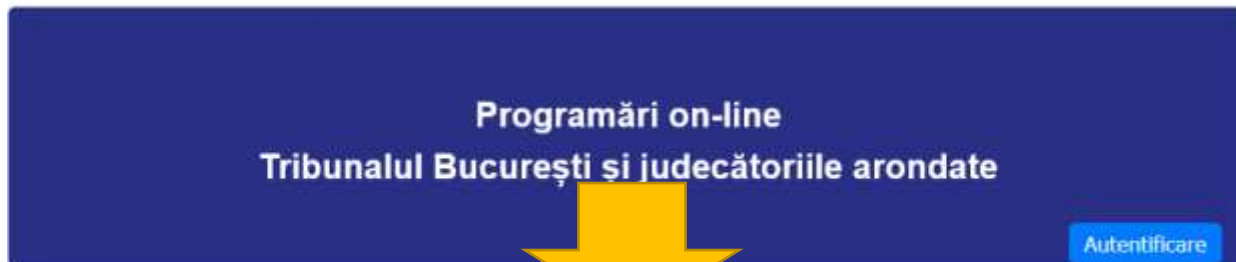 Programări on-line
Tribunalul București și judecătoriile arondate
Autentificare